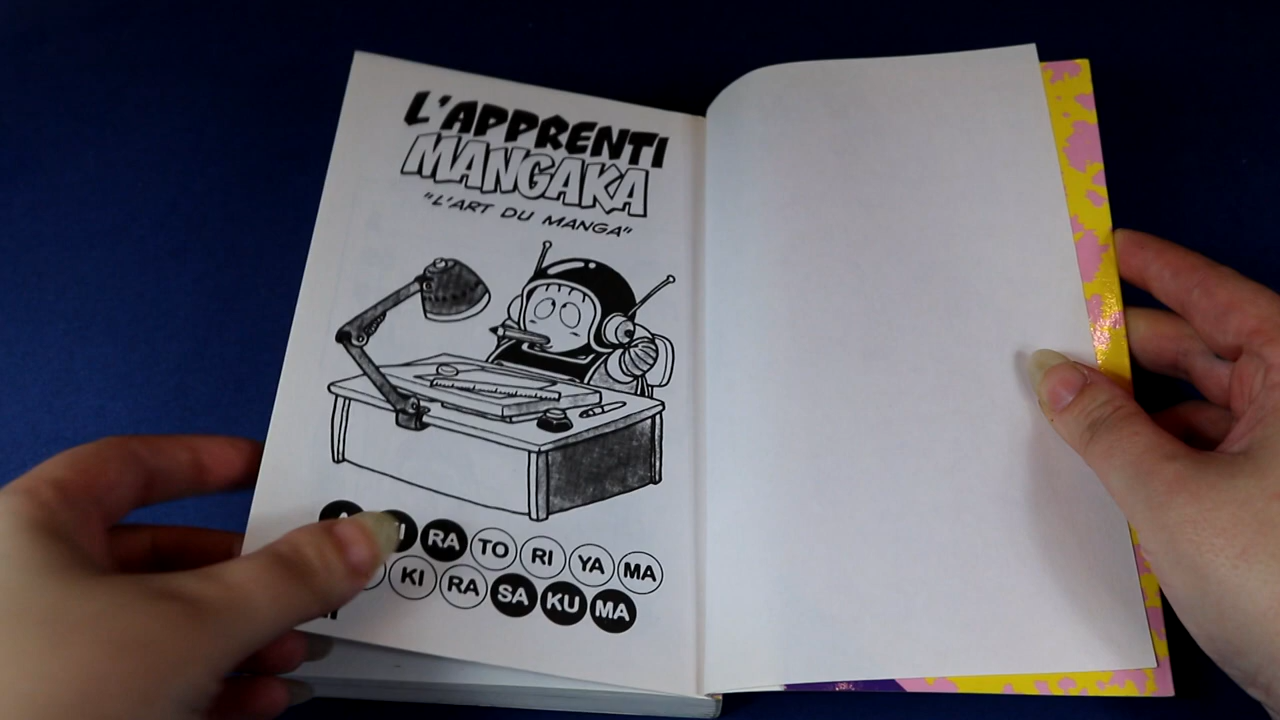 L'APPRENTI
MANGAKA
"L'ART DU MANGA"
RA TO RI YA MA
KI RA SA KU MA